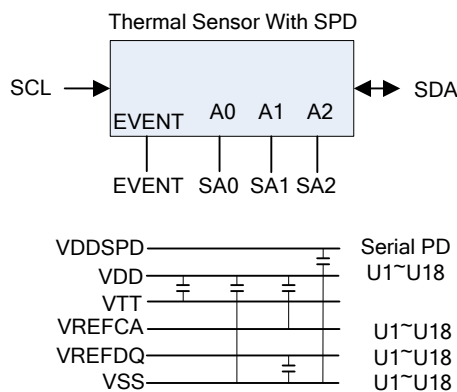 Thermal Sensor With SPD
SCL
SDA
EVENT A0 A1 A2
EVENT SA0 SA1 SA2
VDDSPD Serial PD
VDD U1~U18
VTT
VREFCA U1~U18
VREFDQ U1~U18
VSS U1~U18